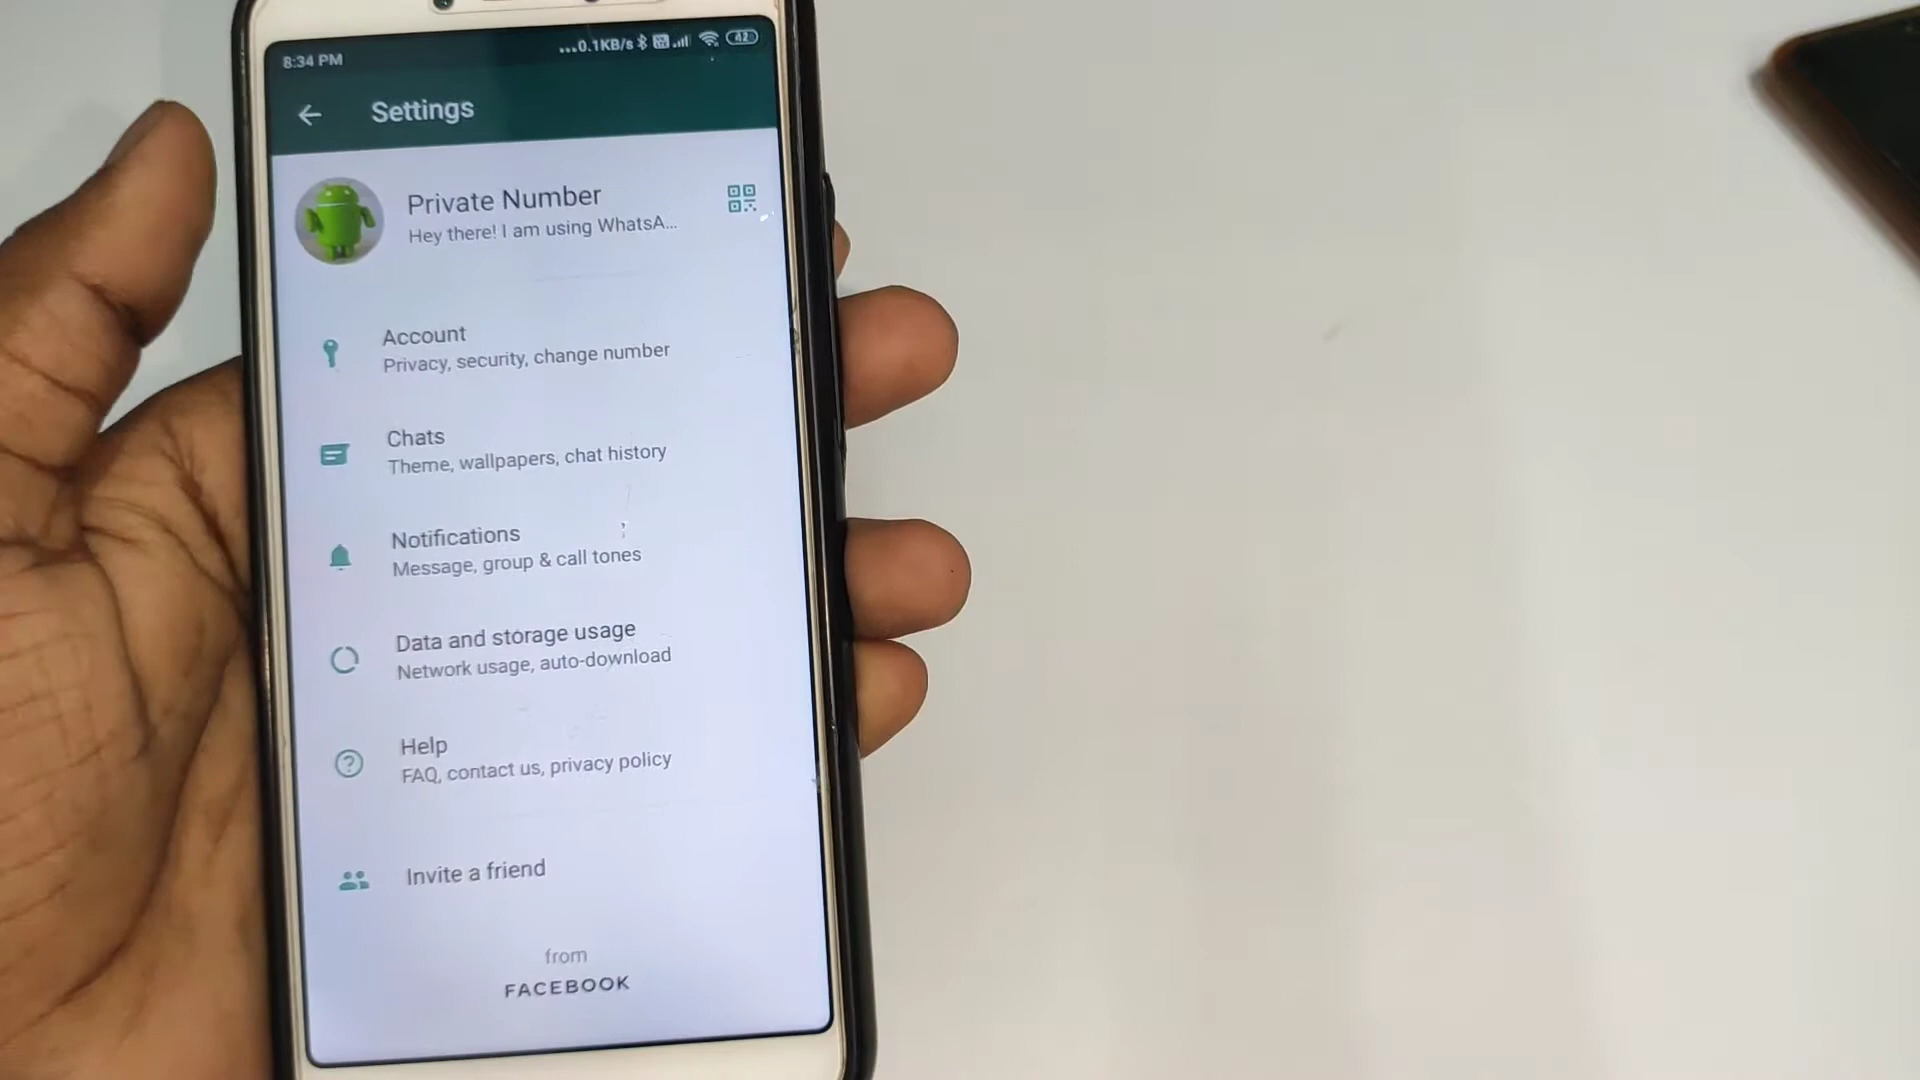 8:34 PM ...0.1KB/s 42
Settings
Private Number
Hey there! I am using WhatsA...
Account
Privacy, security, change number
Chats
Theme, wallpapers, chat history
Notifications
Message, group & call tones
Data and storage usage
Network usage, auto-download
Help
FAQ, contact us, privacy policy
Invite a friend
from
FACEBOOK